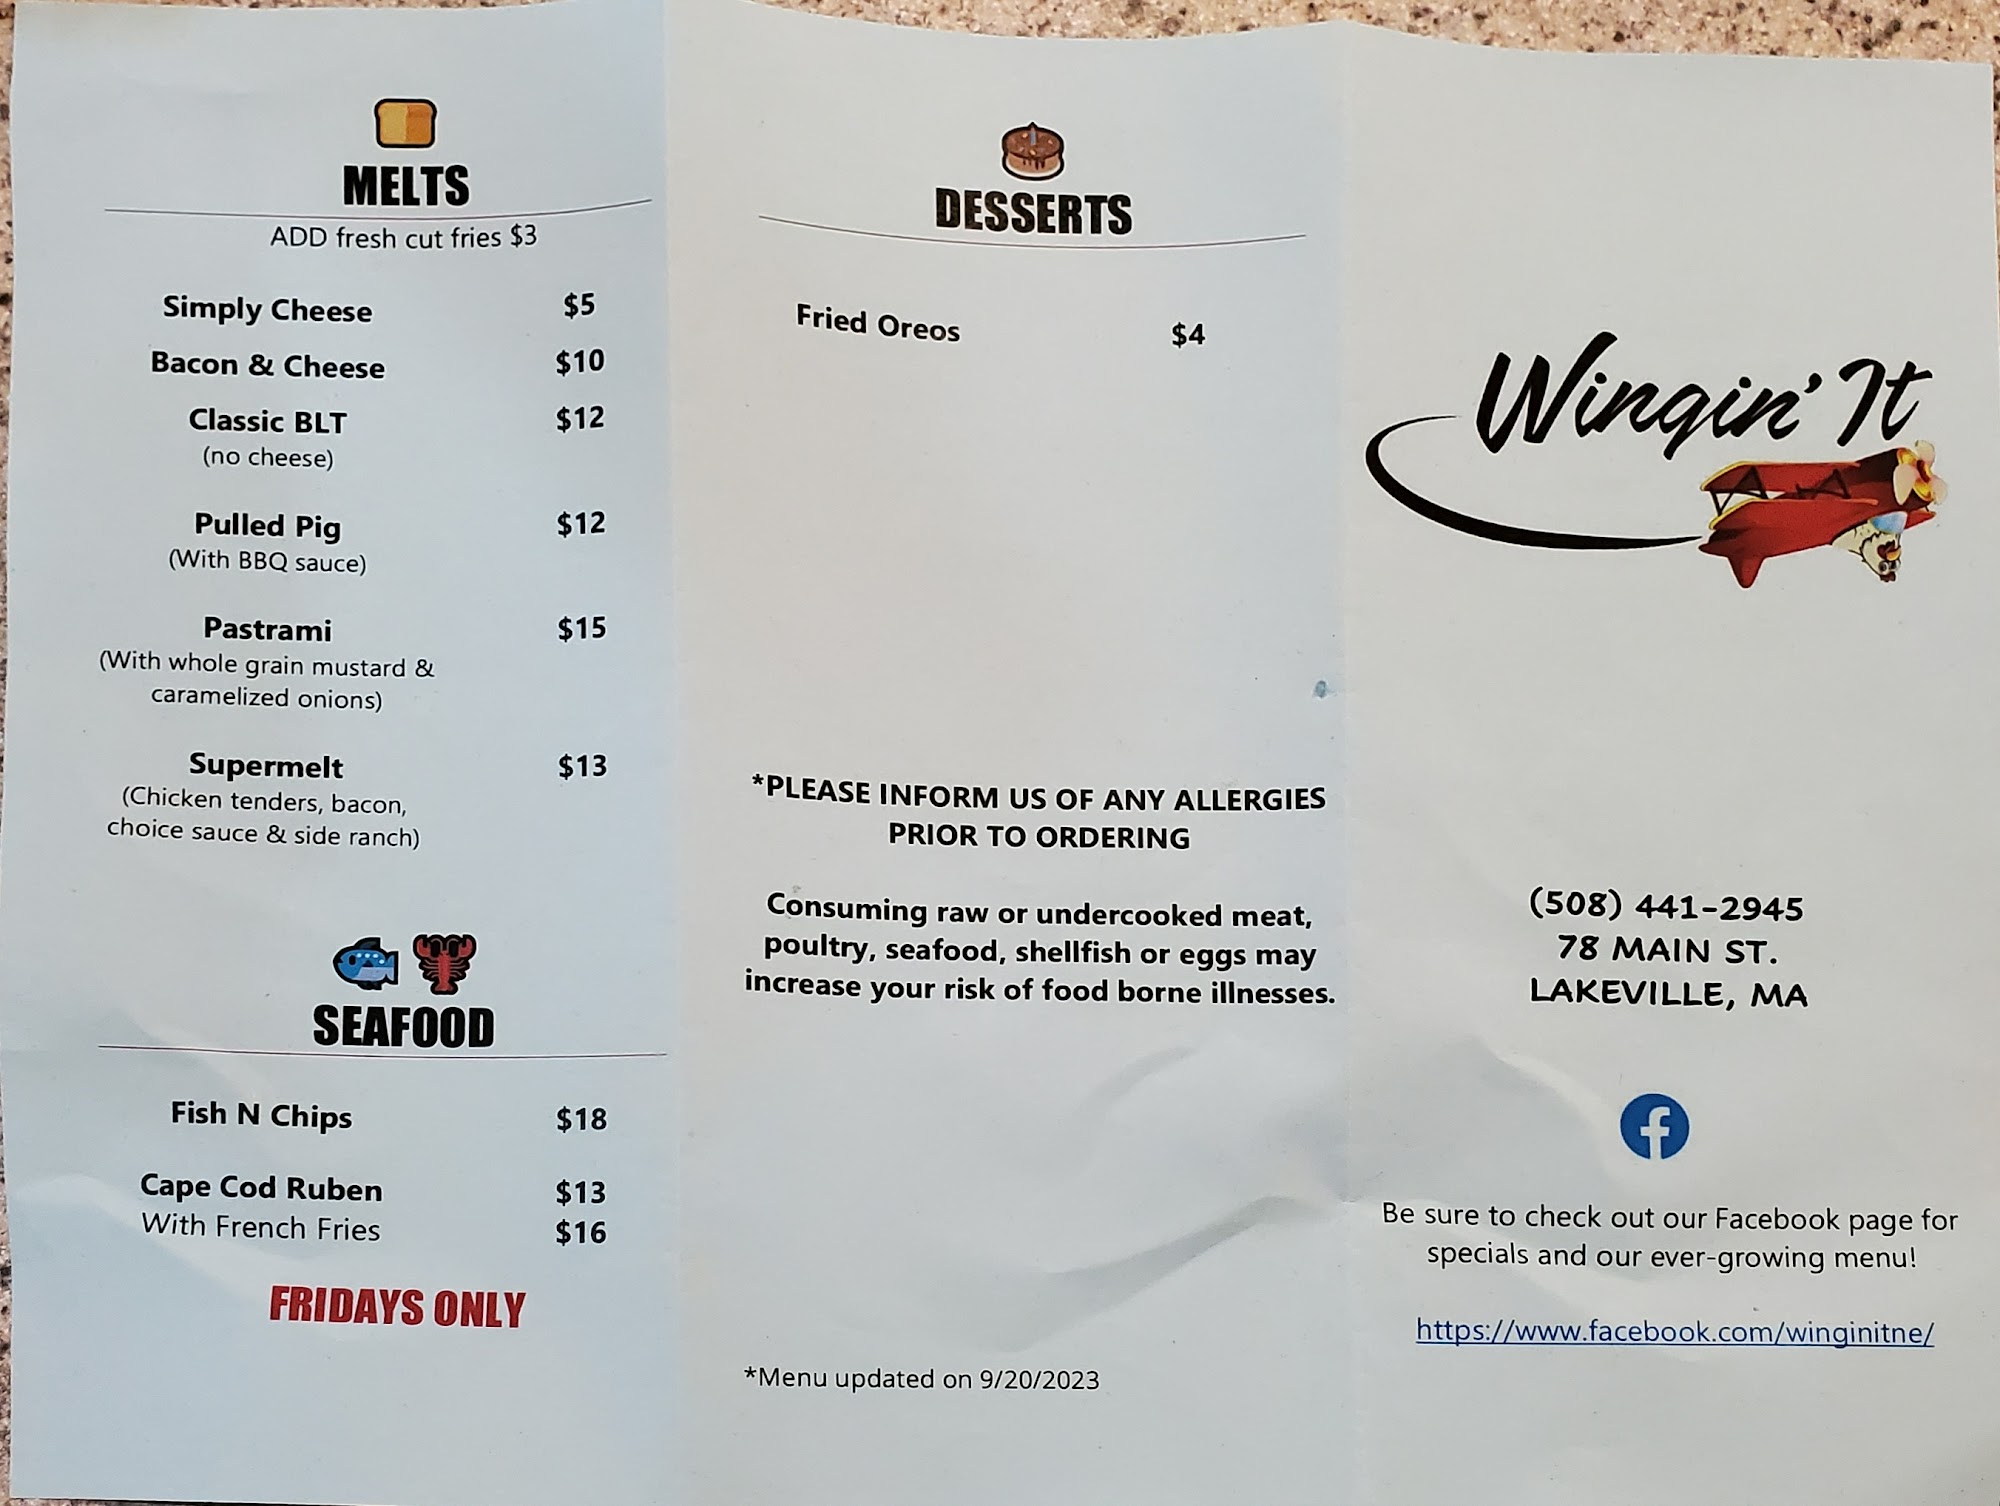 MELTS
ADD fresh cut fries $3
Simply Cheese $5
Bacon & Cheese $10
Classic BLT $12
(no cheese)
Pulled Pig $12
(With BBQ sauce)
Pastrami $15
(With whole grain mustard &
caramelized onions)
Supermelt $13
(Chicken tenders, bacon,
choice sauce & side ranch)
SEAFOOD
Fish N Chips $18
Cape Cod Ruben $13
With French Fries $16
FRIDAYS ONLY
DESSERTS
Fried Oreos $4
*PLEASE INFORM US OF ANY ALLERGIES
PRIOR TO ORDERING
Consuming raw or undercooked meat,
poultry, seafood, shellfish or eggs may
increase your risk of food borne illnesses.
*Menu updated on 9/20/2023
Wingin' It
(508) 441-2945
78 MAIN ST.
LAKEVILLE, MA
Be sure to check out our Facebook page for
specials and our ever-growing menu!
https://www.facebook.com/winginitne/